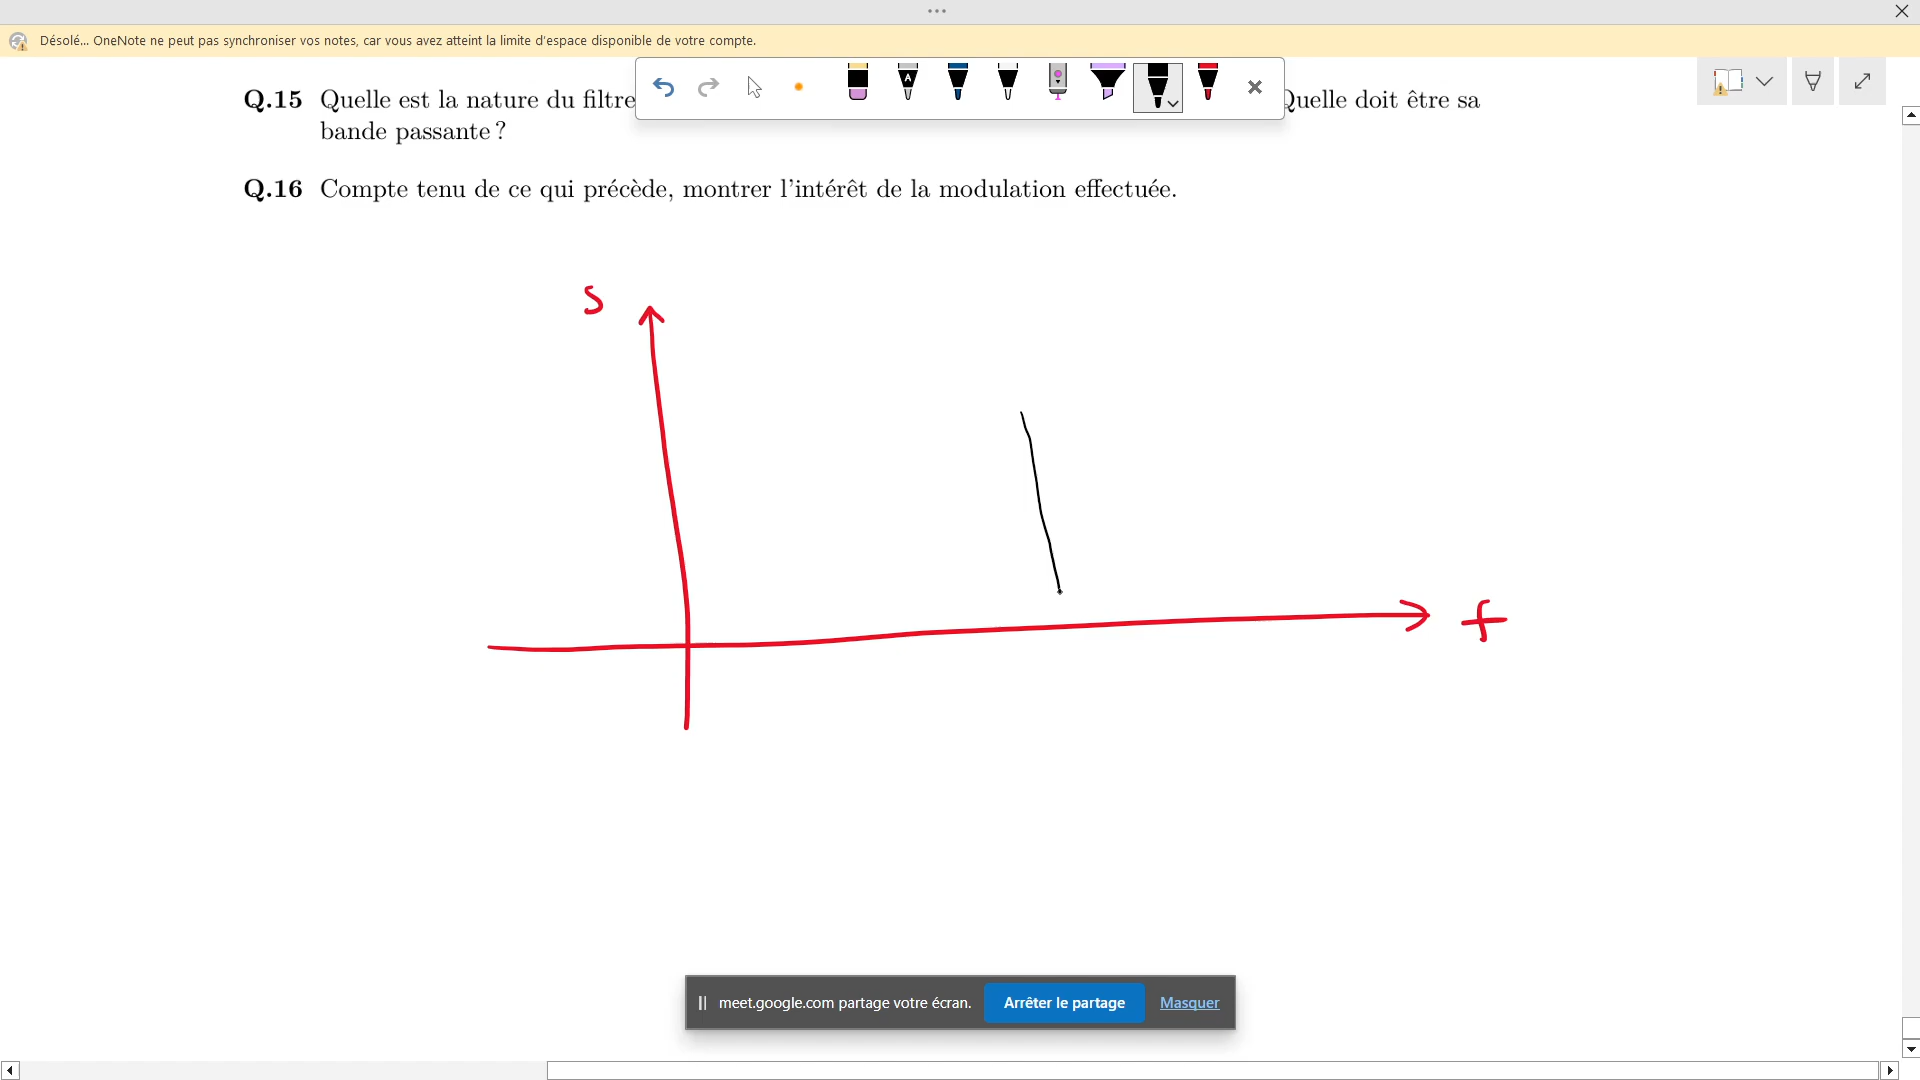 Désolé... OneNote ne peut pas synchroniser vos notes, car vous avez atteint la limite d'espace disponible de votre compte.
Q.15 Quelle est la nature du filtre Quelle doit être sa
bande passante ?
Q.16 Compte tenu de ce qui précède, montrer l'intérêt de la modulation effectuée.
S
f
meet.google.com partage votre écran. Arrêter le partage Masquer